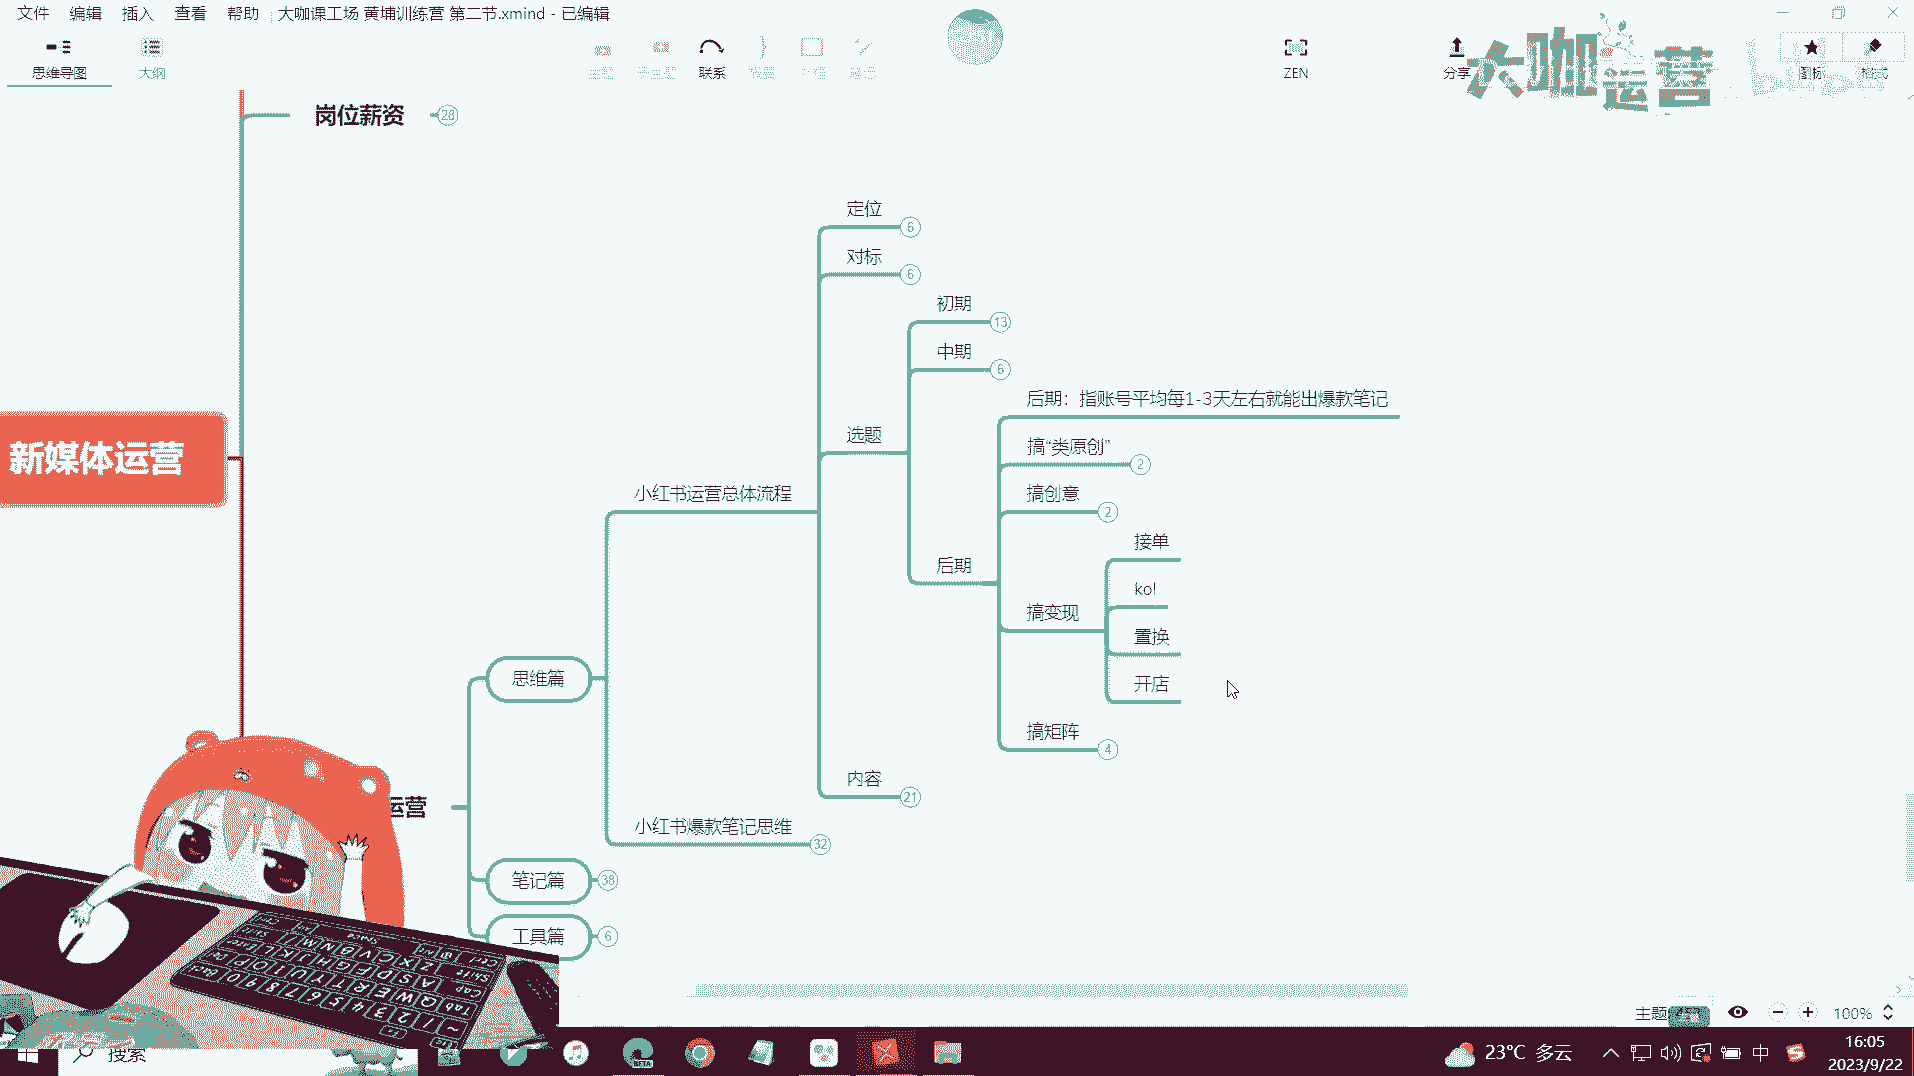 文件 编辑 插入 查看 帮助 大咖课工场 黄埔训练营 第二节.xmind - 已编辑
思维导图 大纲 联系 ZEN 分享 图标 格式
大咖运营
岗位薪资 28
定位 6
对标 6
初期 13
中期 6
后期：指账号平均每1-3天左右就能出爆款笔记
选题
搞“类原创” 2
新媒体运营
小红书运营总体流程
搞创意 2
接单
后期
kol
搞变现
置换
思维篇
开店
搞矩阵 4
内容 21
运营
小红书爆款笔记思维 32
笔记篇 38
工具篇 6
主题
100%
搜索
BETA
23°C 多云
中
16:05
2023/9/22